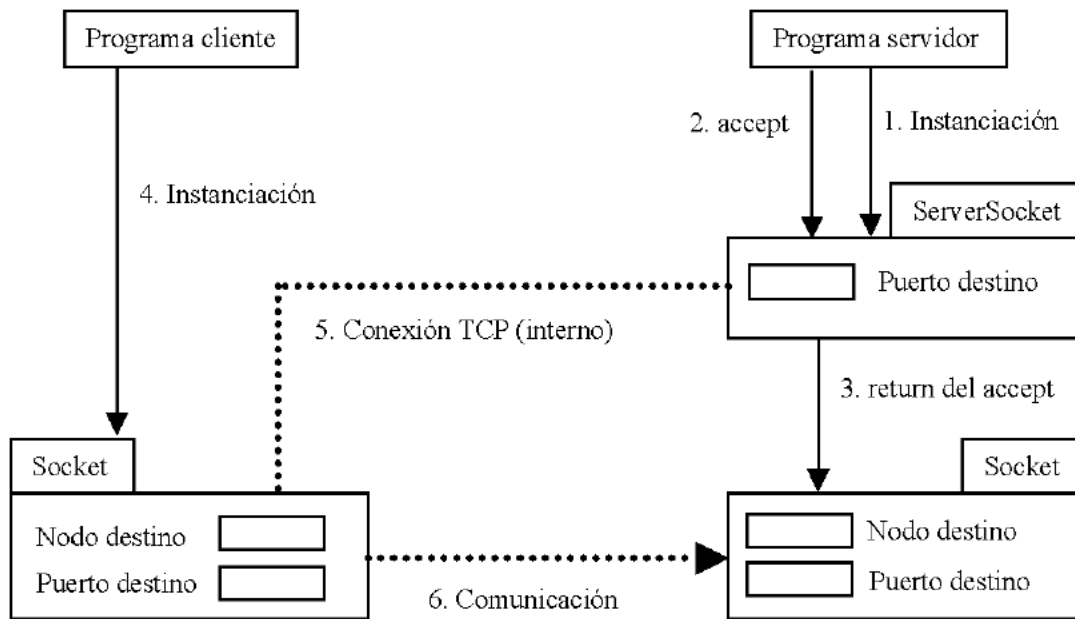 Programa cliente
Programa servidor
2. accept
1. Instanciación
4. Instanciación
ServerSocket
Puerto destino
5. Conexión TCP (interno)
3. return del accept
Socket
Socket
Nodo destino
Puerto destino
Nodo destino
Puerto destino
6. Comunicación